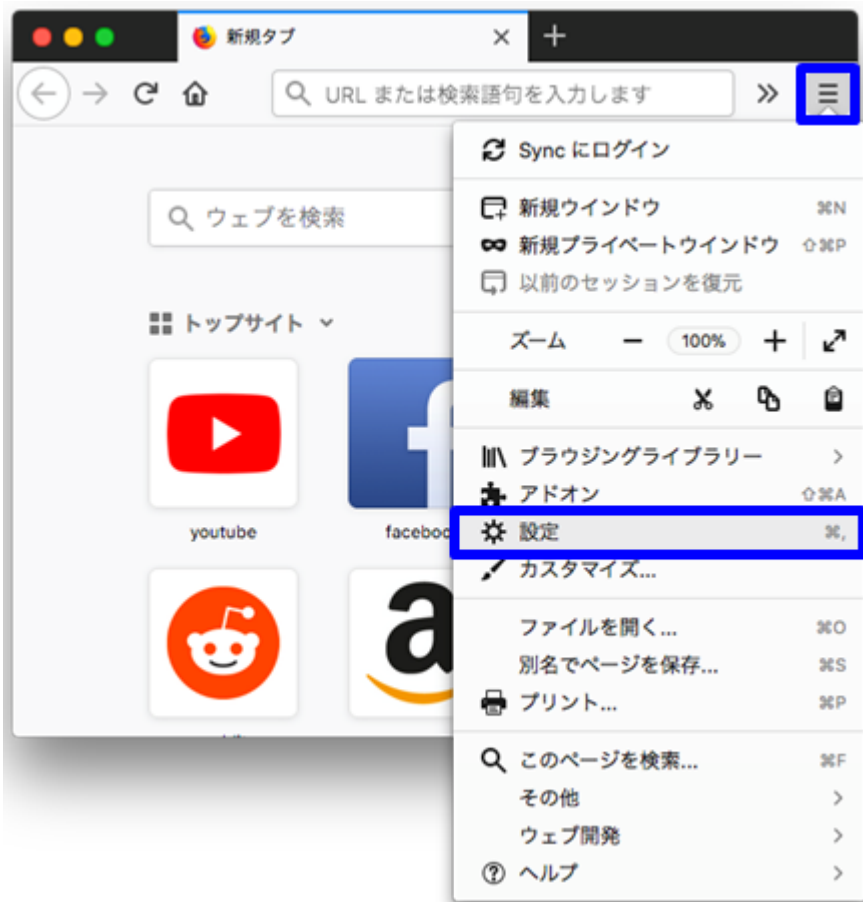 新規タブ
URL または検索語句を入力します
Sync にログイン
新規ウインドウ ⌘N
新規プライベートウインドウ ⇧⌘P
以前のセッションを復元
ズーム 100%
編集
ブラウジングライブラリー
アドオン ⇧⌘A
設定 ⌘,
カスタマイズ...
ファイルを開く... ⌘O
別名でページを保存... ⌘S
プリント... ⌘P
このページを検索... ⌘F
その他
ウェブ開発
ヘルプ
ウェブを検索
トップサイト
youtube
faceboo